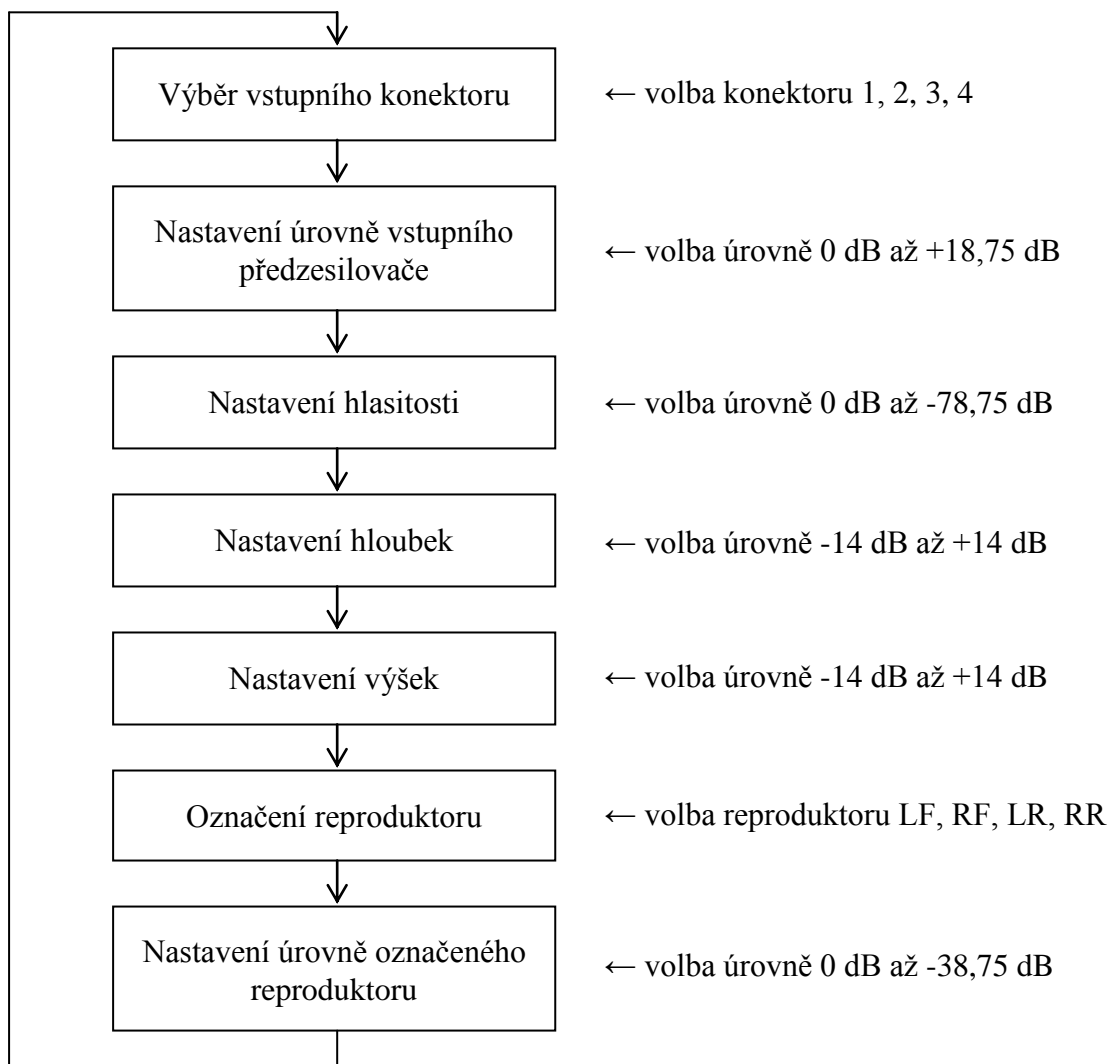 Výběr vstupního konektoru
← volba konektoru 1, 2, 3, 4
Nastavení úrovně vstupního
předzesilovače
← volba úrovně 0 dB až +18,75 dB
Nastavení hlasitosti
← volba úrovně 0 dB až -78,75 dB
Nastavení hloubek
← volba úrovně -14 dB až +14 dB
Nastavení výšek
← volba úrovně -14 dB až +14 dB
Označení reproduktoru
← volba reproduktoru LF, RF, LR, RR
Nastavení úrovně označeného
reproduktoru
← volba úrovně 0 dB až -38,75 dB